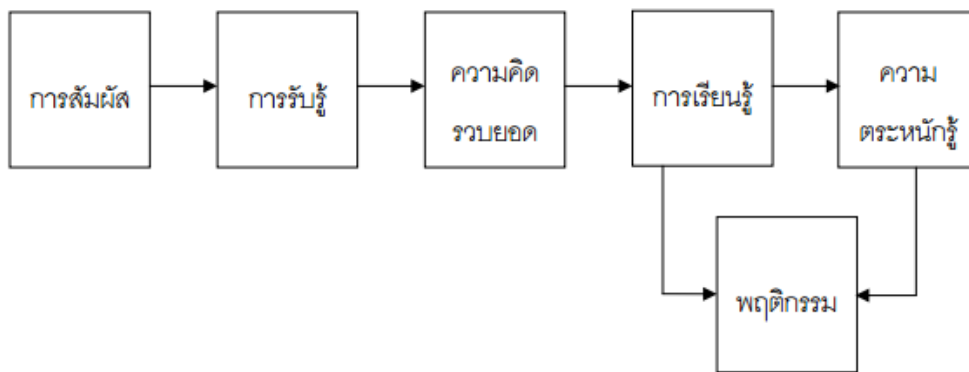 การสัมผัส
การรับรู้
ความคิด
รวบยอด
การเรียนรู้
ความ
ตระหนักรู้
พฤติกรรม